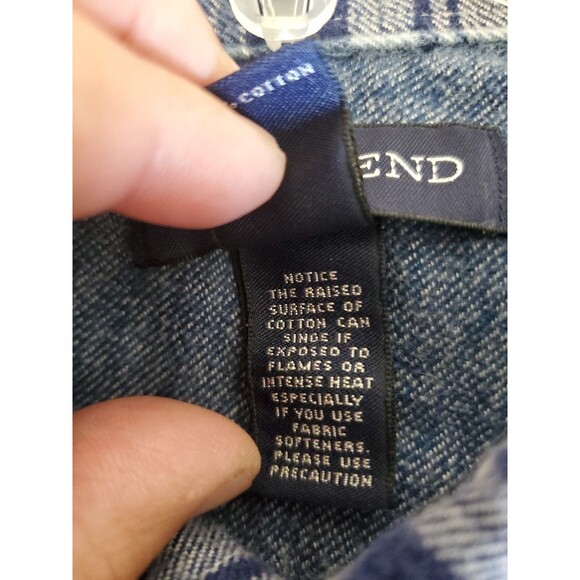 COTTON
END
NOTICE
THE RAISED
SURFACE OF
COTTON CAN
SINGE IF
EXPOSED TO
FLAMES OR
INTENSE HEAT
ESPECIALLY
IF YOU USE
FABRIC
SOFTENERS.
PLEASE USE
PRECAUTION